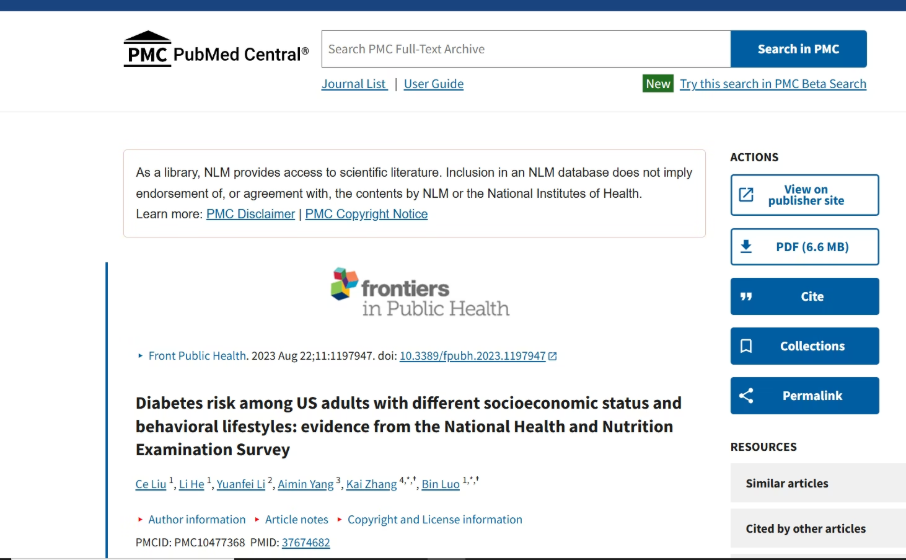 PMC PubMed Central®
Search PMC Full-Text Archive
Search in PMC
Journal List | User Guide
New Try this search in PMC Beta Search
As a library, NLM provides access to scientific literature. Inclusion in an NLM database does not imply
endorsement of, or agreement with, the contents by NLM or the National Institutes of Health.
Learn more: PMC Disclaimer | PMC Copyright Notice
frontiers
in Public Health
Front Public Health. 2023 Aug 22;11:1197947. doi: 10.3389/fpubh.2023.1197947
Diabetes risk among US adults with different socioeconomic status and
behavioral lifestyles: evidence from the National Health and Nutrition
Examination Survey
Ce Liu 1, Li He 1, Yuanfei Li 2, Aimin Yang 3, Kai Zhang 4,*,†, Bin Luo 1,*,†
Author information Article notes Copyright and License information
PMCID: PMC10477368 PMID: 37674682
ACTIONS
View on
publisher site
PDF (6.6 MB)
Cite
Collections
Permalink
RESOURCES
Similar articles
Cited by other articles